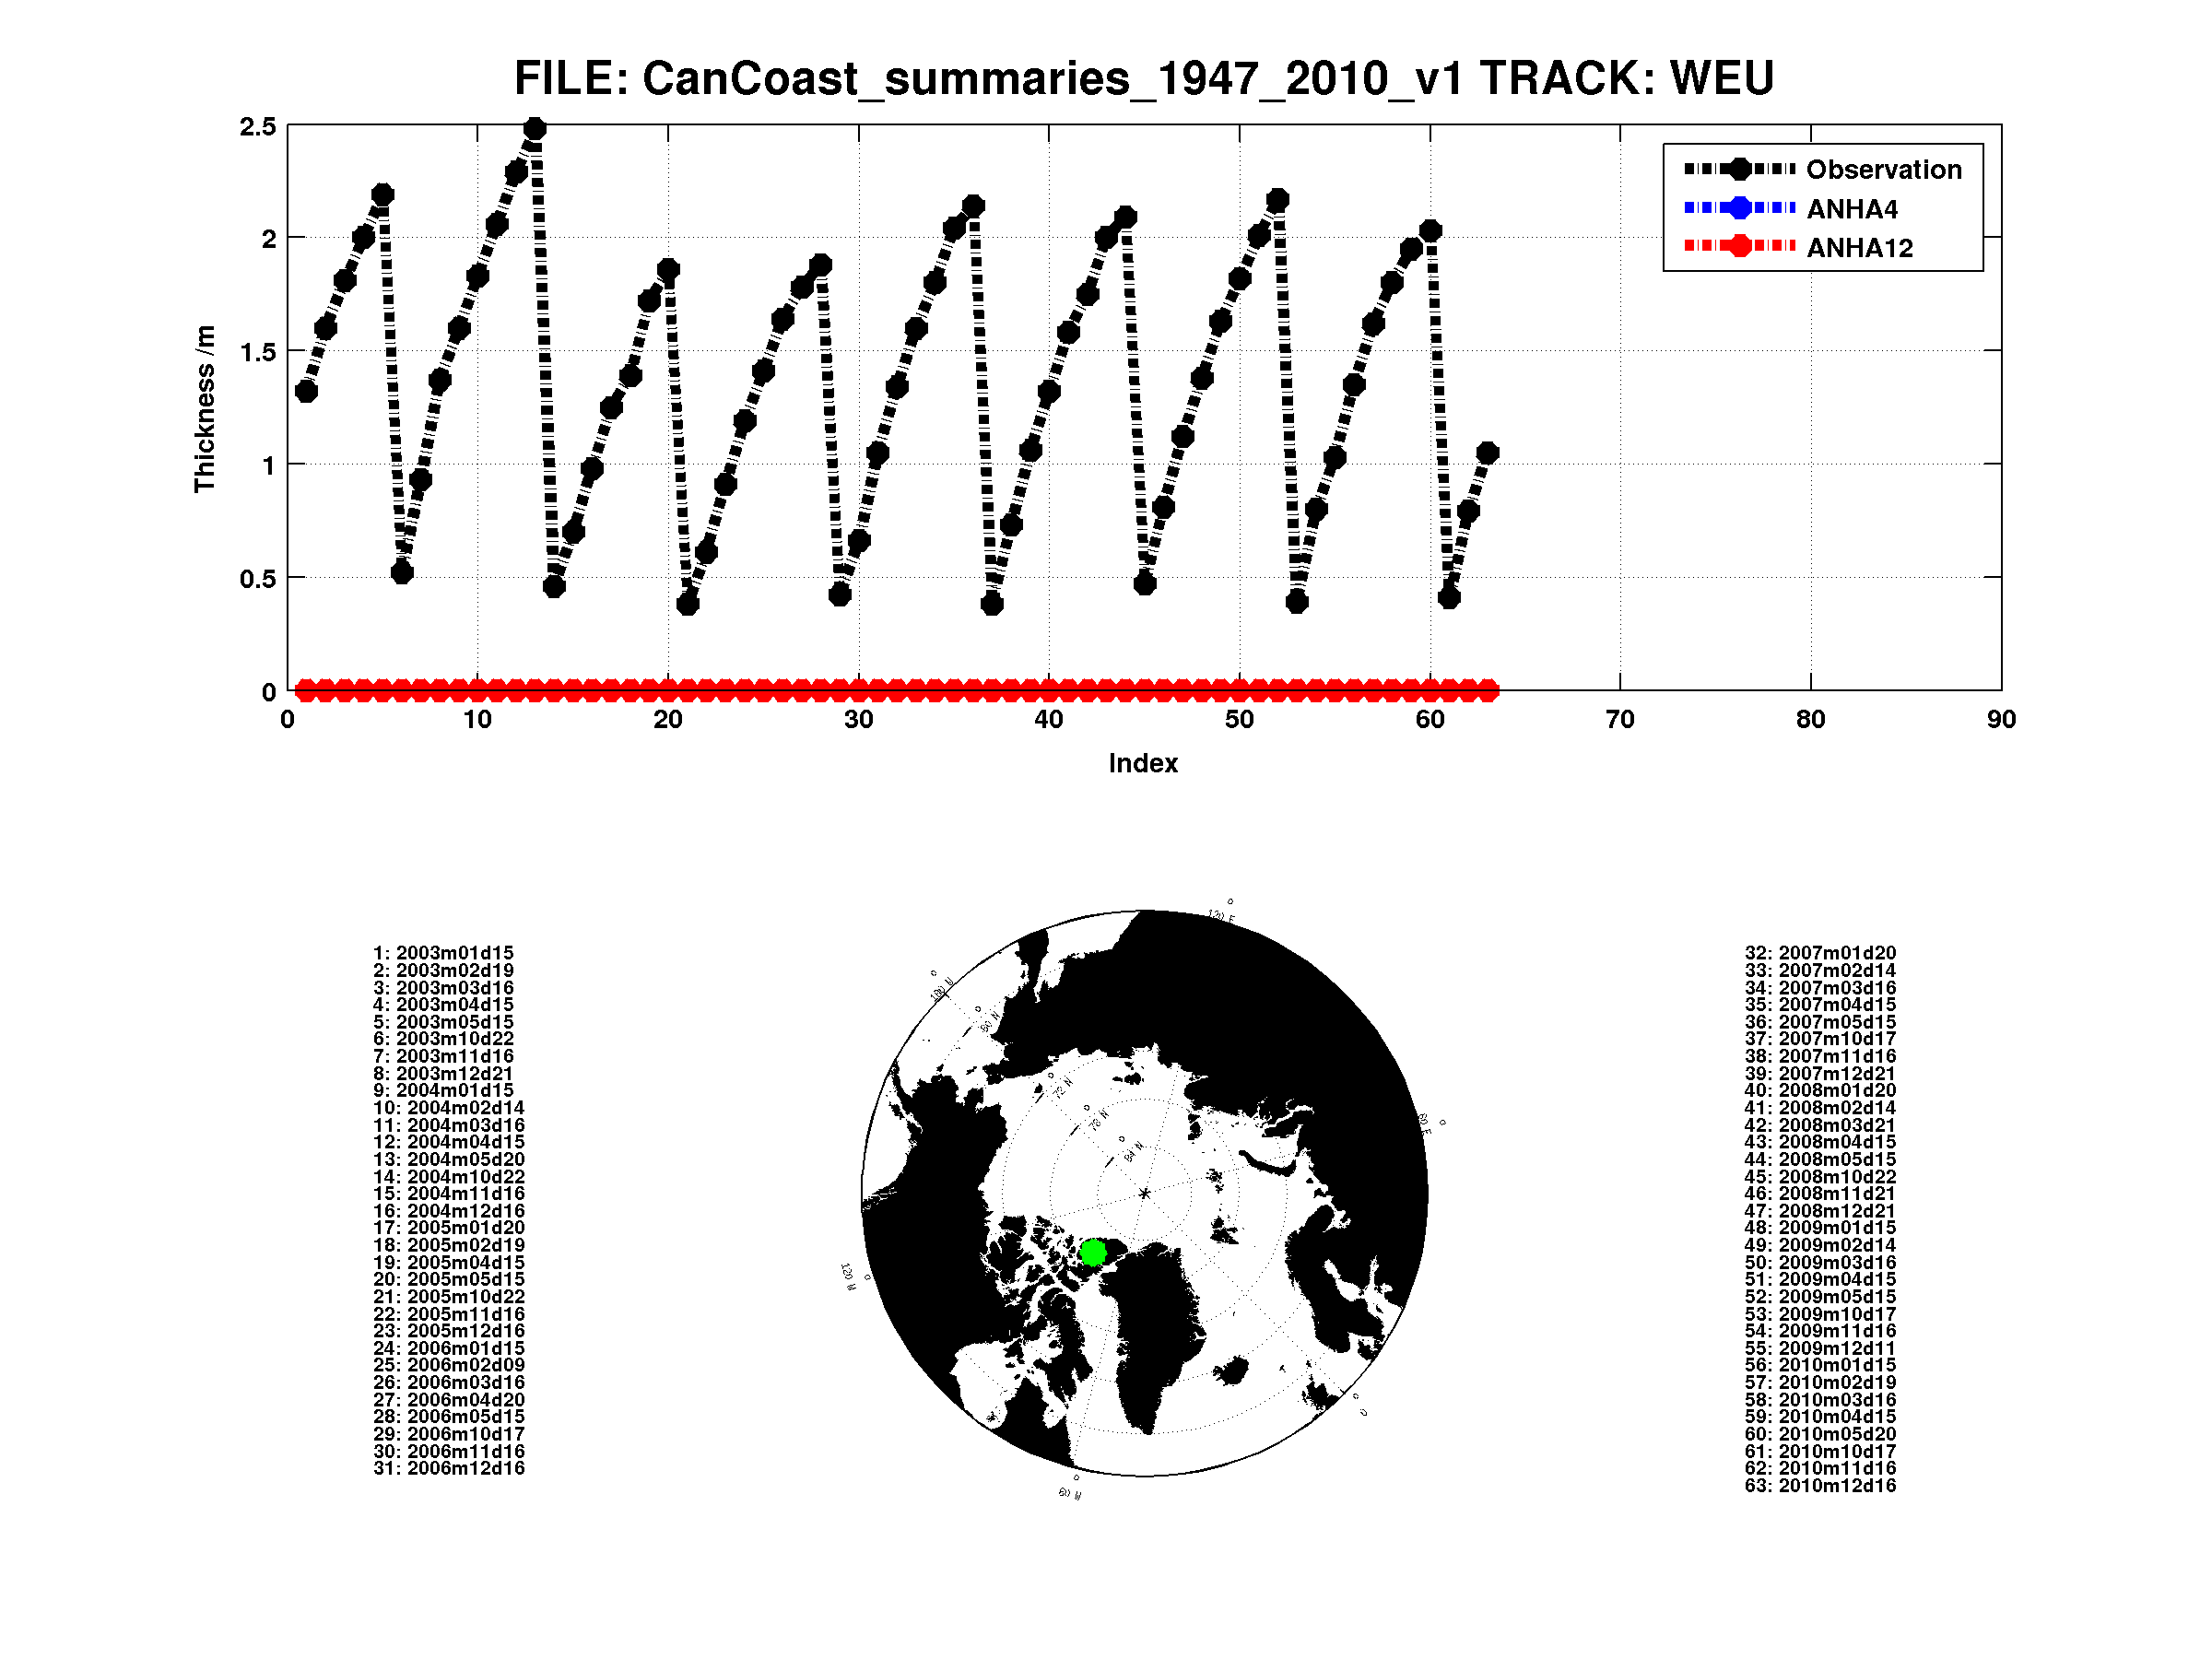 FILE: CanCoast_summaries_1947_2010_v1 TRACK: WEU
2.5
2
1.5
1
0.5
0
Thickness /m
Observation
ANHA4
ANHA12
0 10 20 30 40 50 60 70 80 90
Index
1: 2003m01d15
2: 2003m02d19
3: 2003m03d16
4: 2003m04d15
5: 2003m05d15
6: 2003m10d22
7: 2003m11d16
8: 2003m12d21
9: 2004m01d15
10: 2004m02d14
11: 2004m03d16
12: 2004m04d15
13: 2004m05d20
14: 2004m10d22
15: 2004m11d16
16: 2004m12d16
17: 2005m01d20
18: 2005m02d19
19: 2005m04d15
20: 2005m05d15
21: 2005m10d22
22: 2005m11d16
23: 2005m12d16
24: 2006m01d15
25: 2006m02d09
26: 2006m03d16
27: 2006m04d20
28: 2006m05d15
29: 2006m10d17
30: 2006m11d16
31: 2006m12d16
120 E
180 W
72 N
78 N
84 N
60 E
120 W
60 W
32: 2007m01d20
33: 2007m02d14
34: 2007m03d16
35: 2007m04d15
36: 2007m05d15
37: 2007m10d17
38: 2007m11d16
39: 2007m12d21
40: 2008m01d20
41: 2008m02d14
42: 2008m03d21
43: 2008m04d15
44: 2008m05d15
45: 2008m10d22
46: 2008m11d21
47: 2008m12d21
48: 2009m01d15
49: 2009m02d14
50: 2009m03d16
51: 2009m04d15
52: 2009m05d15
53: 2009m10d17
54: 2009m11d16
55: 2009m12d11
56: 2010m01d15
57: 2010m02d19
58: 2010m03d16
59: 2010m04d15
60: 2010m05d20
61: 2010m10d17
62: 2010m11d16
63: 2010m12d16